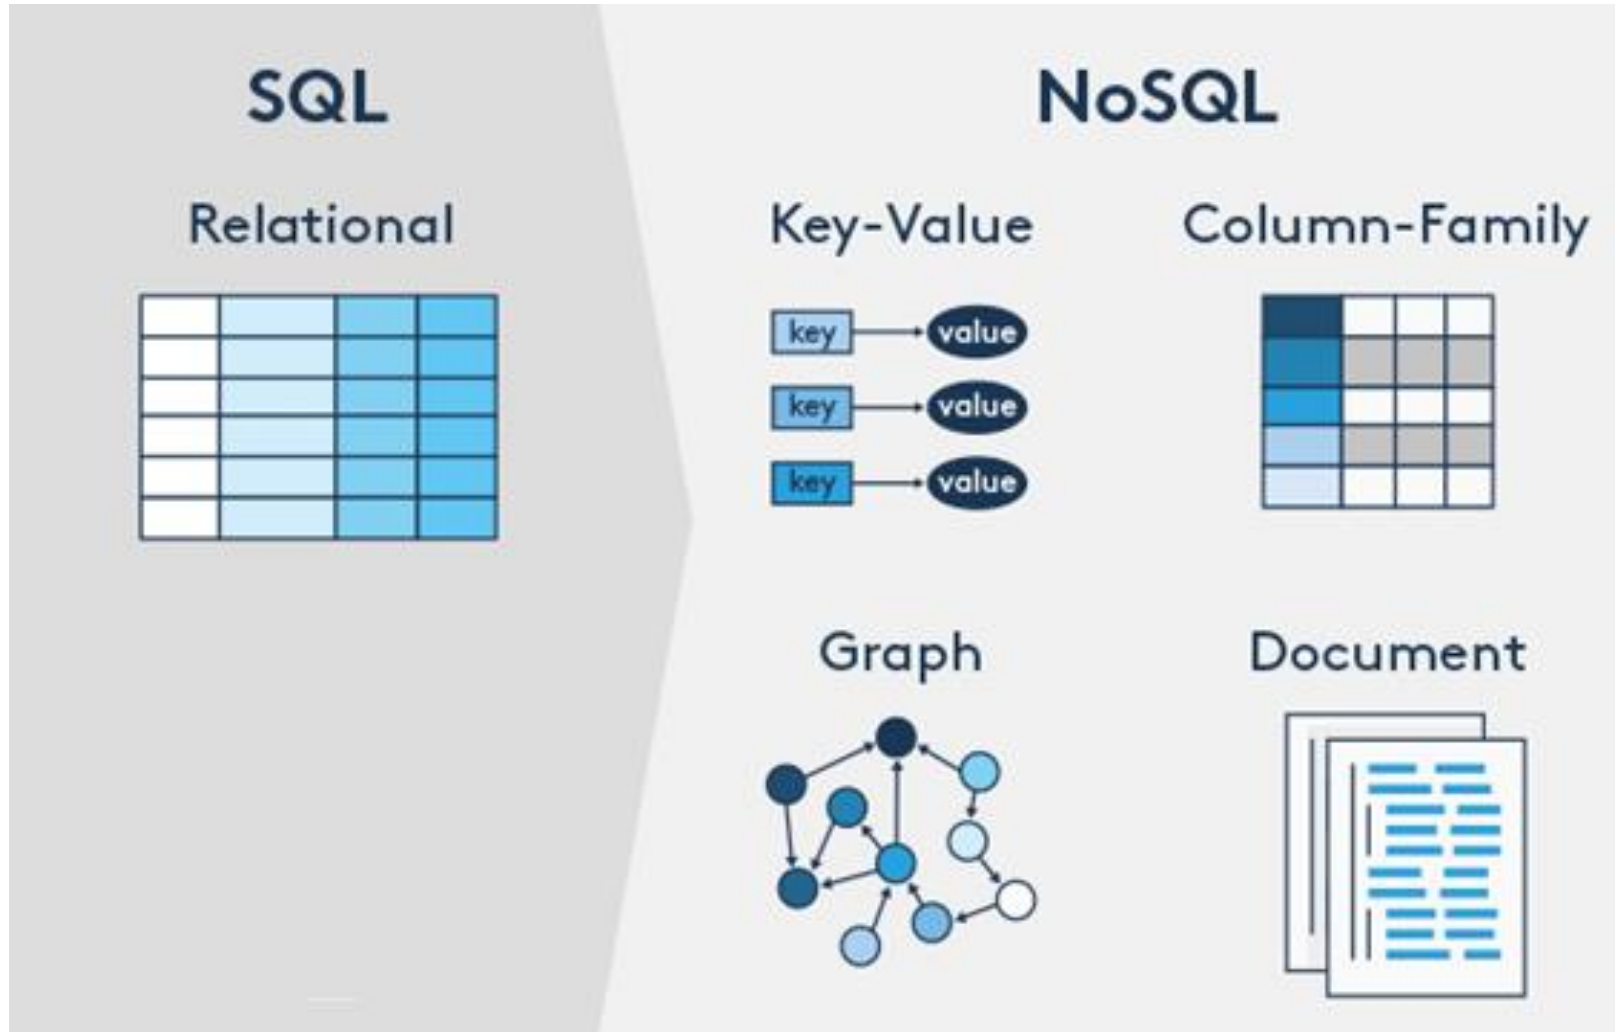 SQL
Relational
NoSQL
Key-Value
key
value
key
value
key
value
Column-Family
Graph
Document